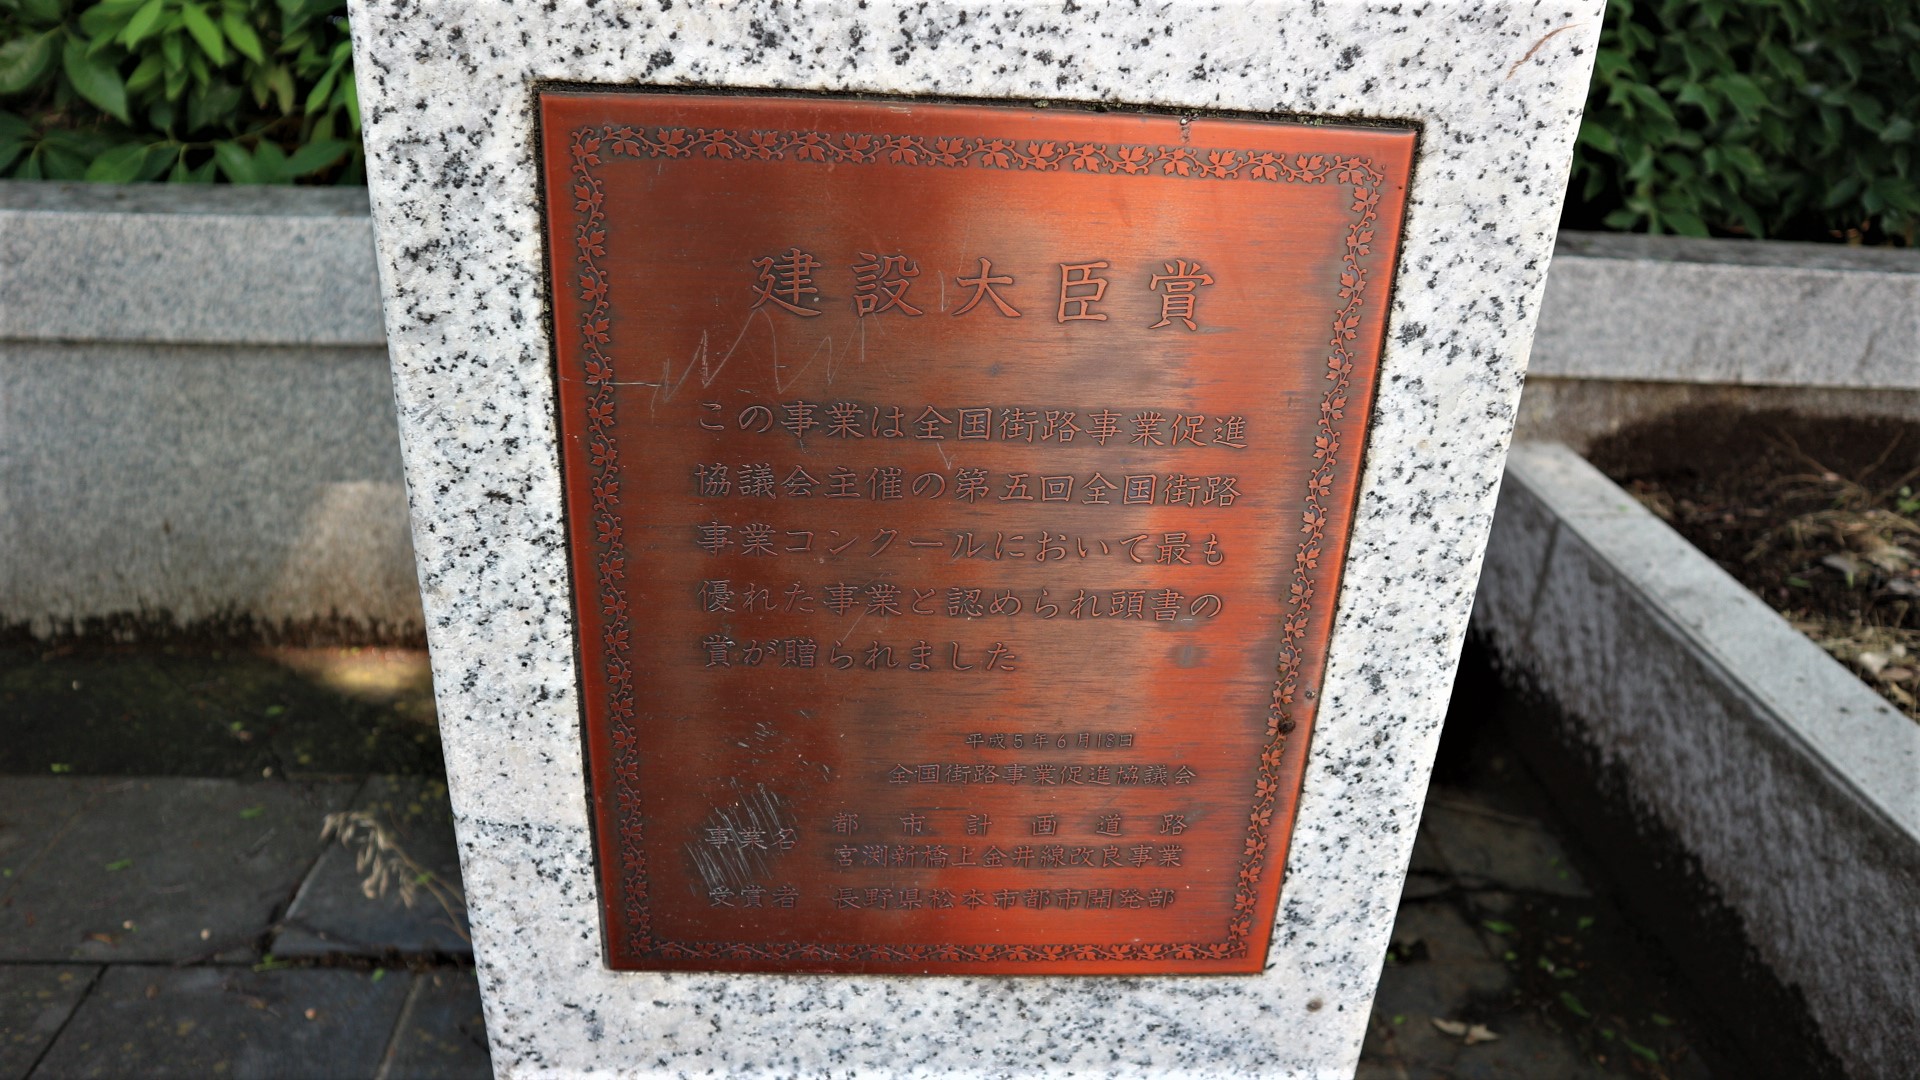 建設大臣賞
この事業は全国街路事業促進
協議会主催の第五回全国街路
事業コンクールにおいて最も
優れた事業と認められ頭書の
賞が贈られました
平成5年6月18日
全国街路事業促進協議会
事業名 都市計画道路
宮渕新橋上金井線改良事業
受賞者 長野県松本市都市開発部